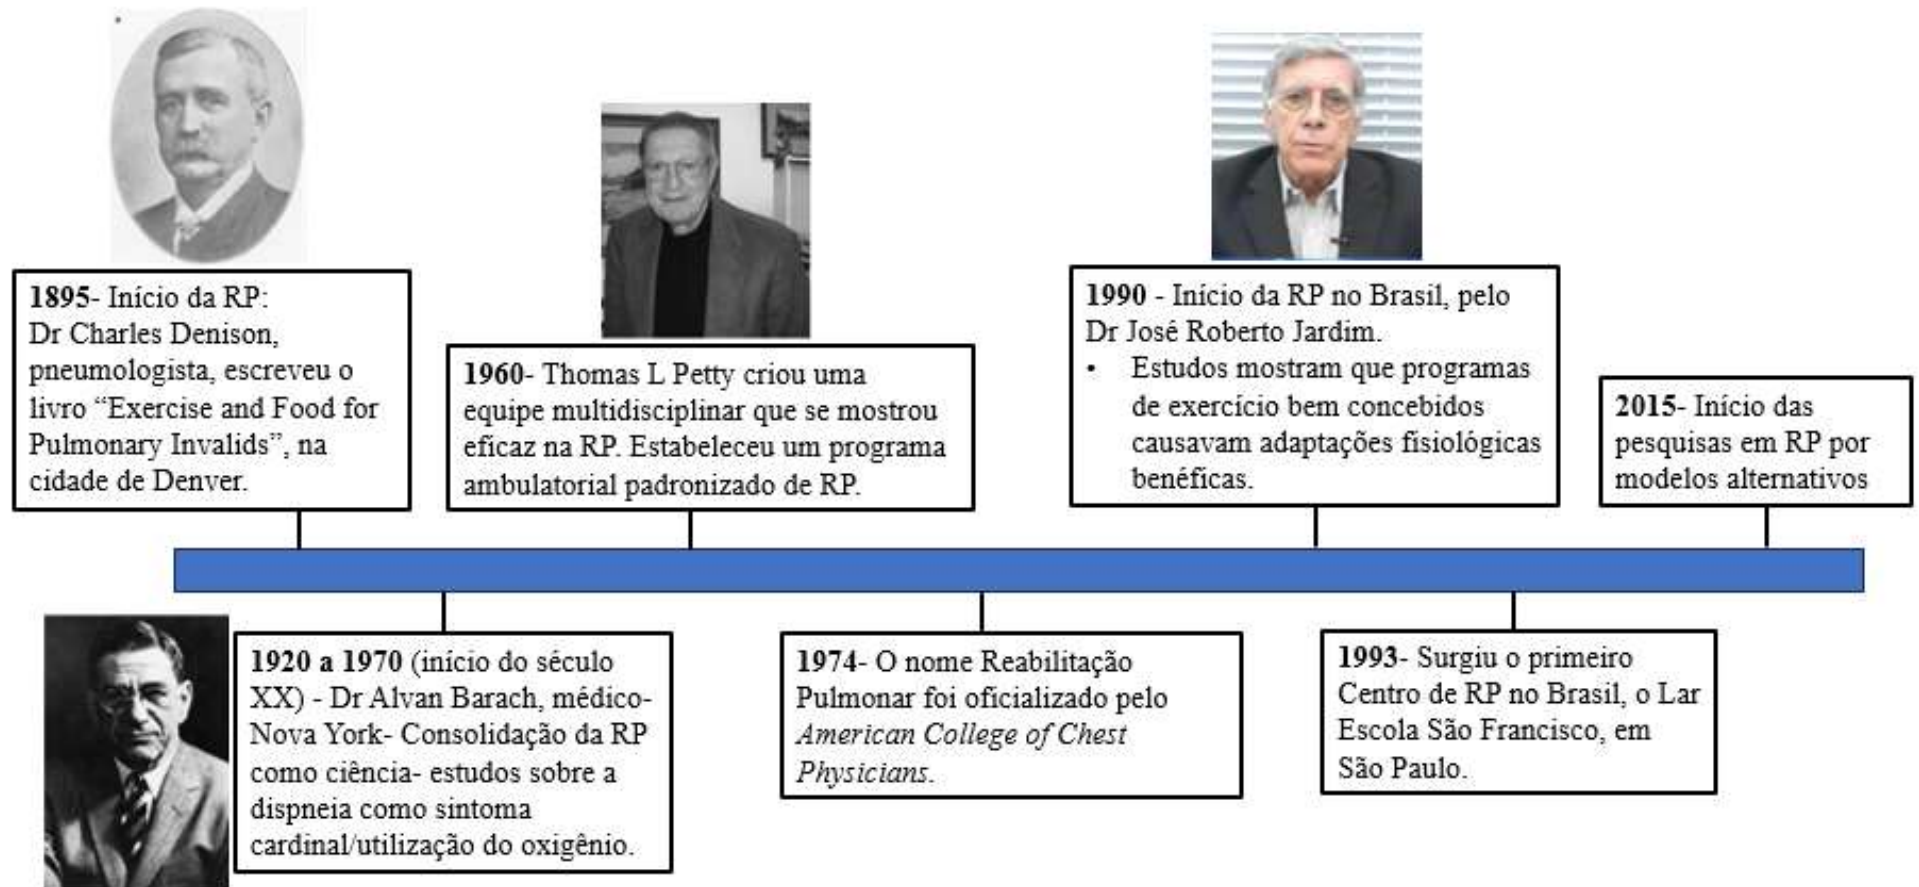 1895- Início da RP:
Dr Charles Denison,
pneumologista, escreveu o
livro “Exercise and Food for
Pulmonary Invalids”, na
cidade de Denver.
1920 a 1970 (início do século
XX) - Dr Alvan Barach, médico-
Nova York- Consolidação da RP
como ciência- estudos sobre a
dispneia como sintoma
cardinal/utilização do oxigênio.
1960- Thomas L Petty criou uma
equipe multidisciplinar que se mostrou
eficaz na RP. Estabeleceu um programa
ambulatorial padronizado de RP.
1974- O nome Reabilitação
Pulmonar foi oficializado pelo
American College of Chest
Physicians.
1990 - Início da RP no Brasil, pelo
Dr José Roberto Jardim.
• Estudos mostram que programas
de exercício bem concebidos
causavam adaptações fisiológicas
benéficas.
1993- Surgiu o primeiro
Centro de RP no Brasil, o Lar
Escola São Francisco, em
São Paulo.
2015- Início das
pesquisas em RP por
modelos alternativos